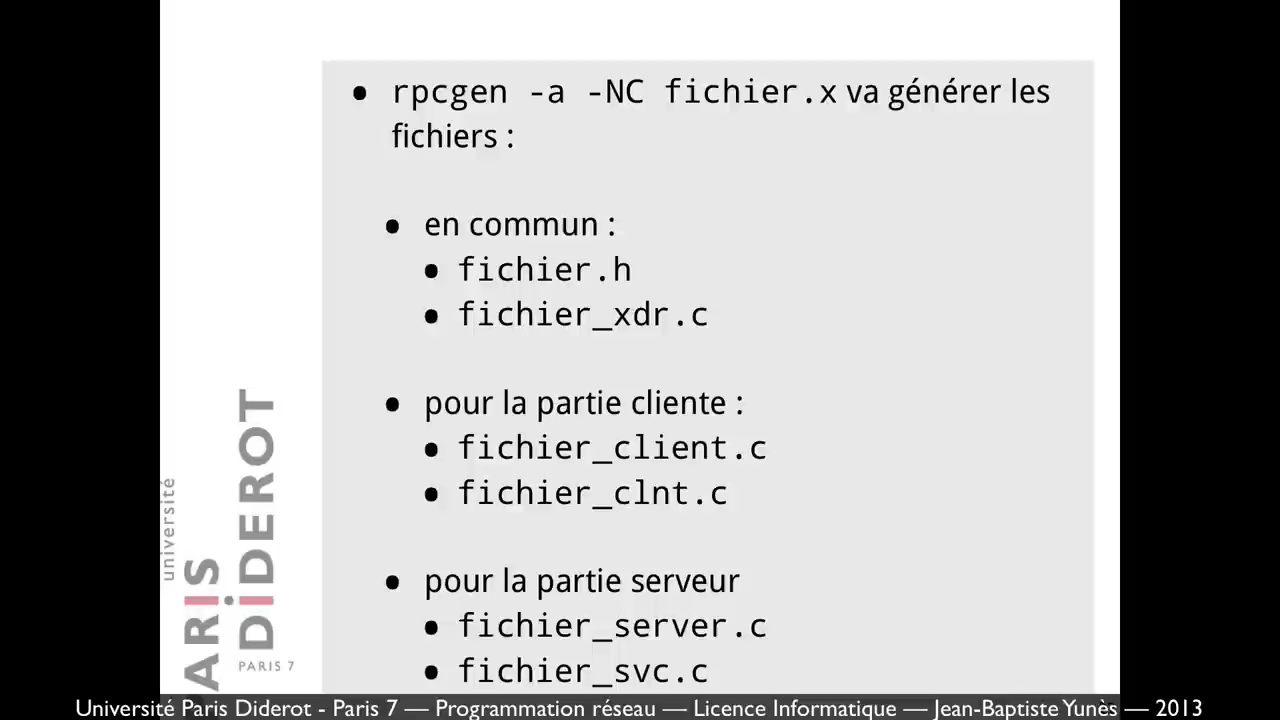 • rpcgen -a -NC fichier.x va générer les
fichiers :
• en commun :
• fichier.h
• fichier_xdr.c
• pour la partie cliente :
• fichier_client.c
• fichier_clnt.c
• pour la partie serveur
• fichier_server.c
• fichier_svc.c
université
PARIS
DiDEROT
PARIS 7
Université Paris Diderot - Paris 7 — Programmation réseau — Licence Informatique — Jean-Baptiste Yunès — 2013